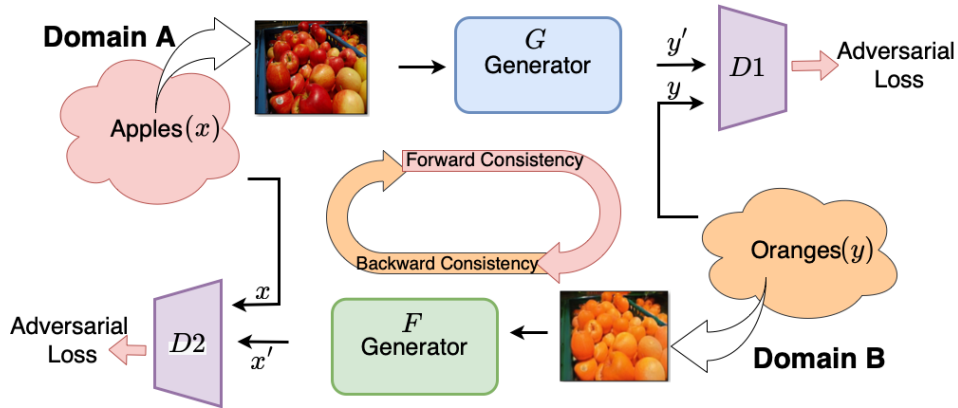 Domain A
Apples(x)
G
Generator
y′
y
D1
Adversarial
Loss
Forward Consistency
Backward Consistency
Oranges(y)
Domain B
F
Generator
x
x′
D2
Adversarial
Loss